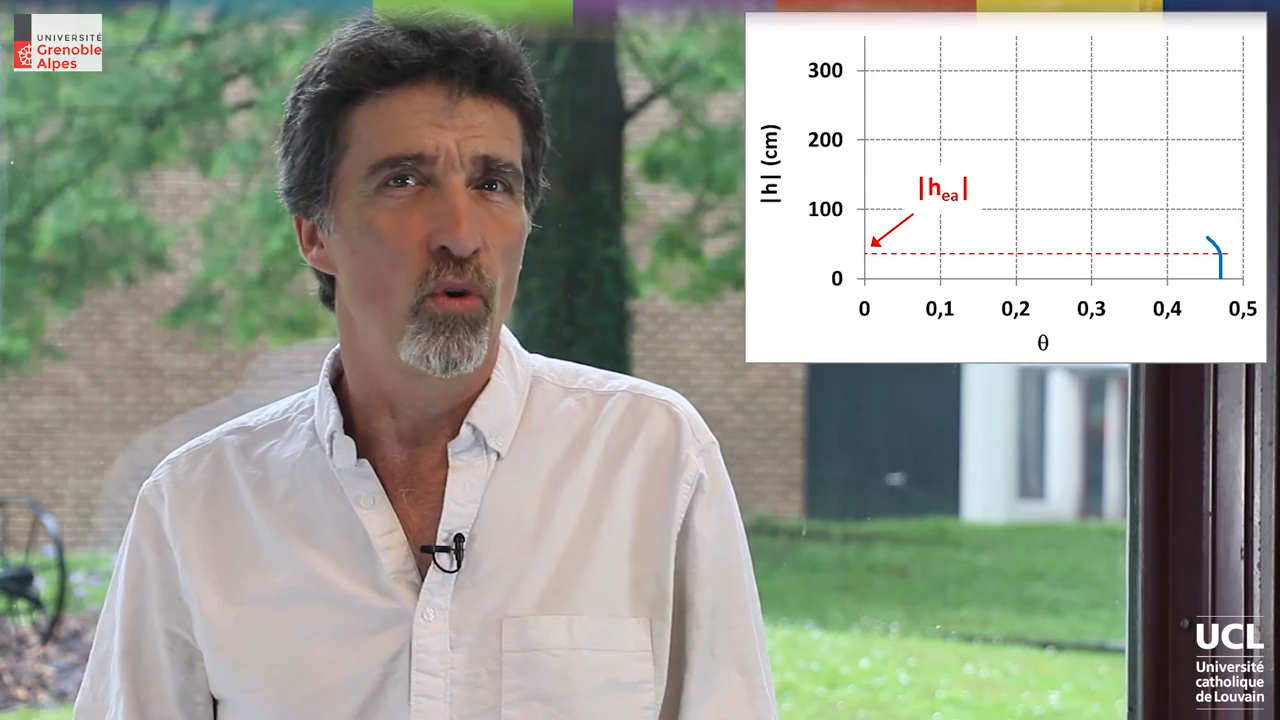 UNIVERSITÉ
Grenoble
Alpes
300
200
100
0
|h| (cm)
|hea|
0 0,1 0,2 0,3 0,4 0,5
θ
UCL
Université
catholique
de Louvain